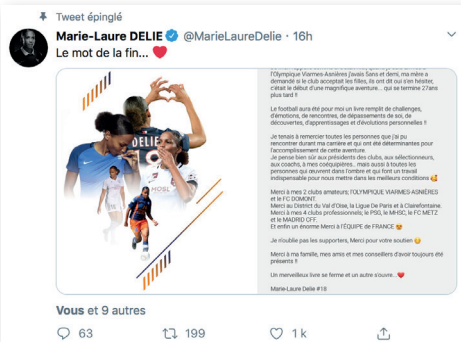 Tweet épinglé
Marie-Laure DELIE @MarieLaureDelie · 16h
Le mot de la fin... ❤️
DELIE
l'Olympique Viarmes-Asnières j'avais 5ans et demi, ma mère a
demandé si le club acceptait les filles, ils ont dit oui s'en hésiter,
c'était le début d'une magnifique aventure... qui se termine 27ans
plus tard !!
Le football aura été pour moi un livre remplit de challenges,
d'émotions, de rencontres, de dépassements de soi, de
découvertes, d'apprentissages et d'évolutions personnelles !!
Je tenais à remercier toutes les personnes que j'ai pu
rencontrer durant ma carrière et qui ont été déterminantes pour
l'accomplissement de cette aventure.
Je pense bien sûr aux présidents des clubs, aux sélectionneurs,
aux coachs, à mes coéquipières.. mais aussi à toutes les
personnes qui œuvrent dans l'ombre et qui font un travail
indispensable pour nous mettre dans les meilleurs conditions 🥰
Merci à mes 2 clubs amateurs; l'OLYMPIQUE VIARMES-ASNIÈRES
et le FC DOMONT.
Merci au District du Val d'Oise, la Ligue De Paris et à Clairefontaine.
Merci à mes 4 clubs professionnels; le PSG, le MHSC, le FC METZ
et le MADRID CFF.
Et enfin un énorme Merci à l'ÉQUIPE de FRANCE 😍
Je n'oublie pas les supporters, Merci pour votre soutien
Merci à ma famille, mes amis et mes conseillers d'avoir toujours été
présents !!
Un merveilleux livre se ferme et un autre s'ouvre...❤️
Marie-Laure Delie #18
Vous et 9 autres
63 199 1 k